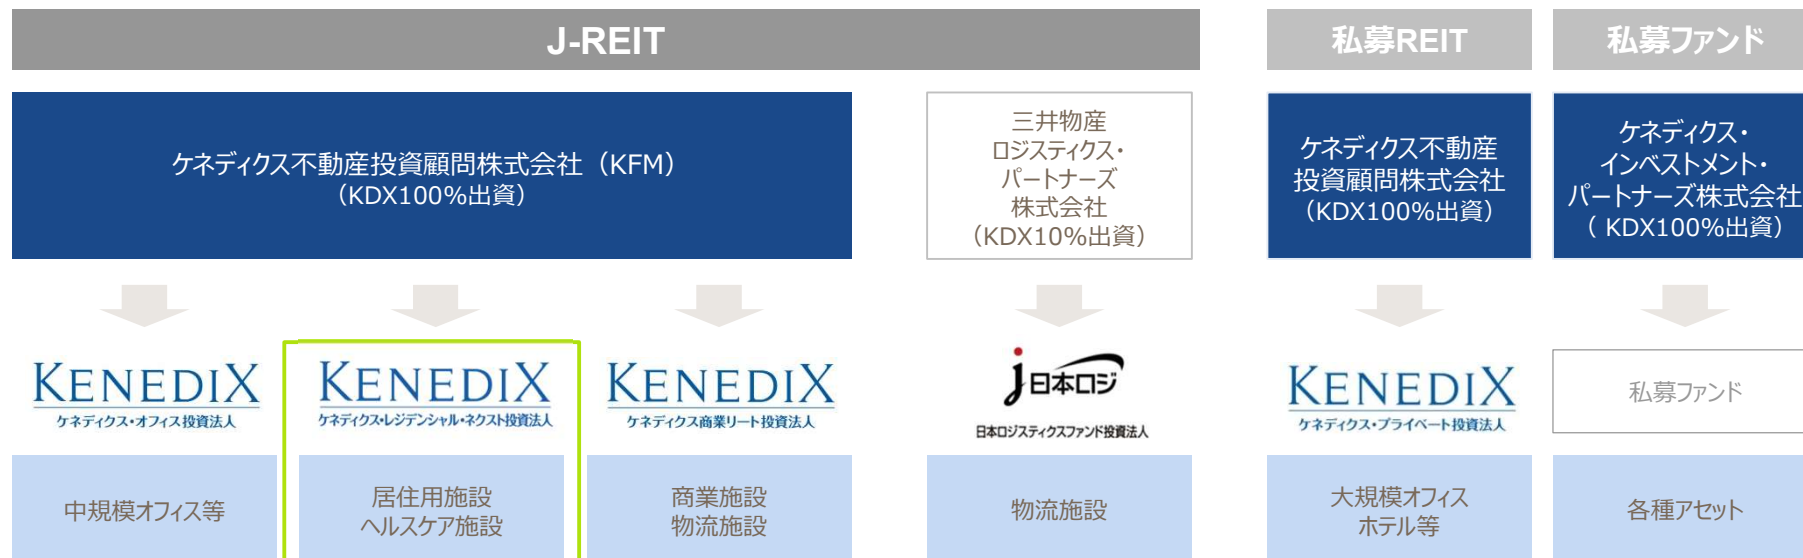 J-REIT
私募REIT
私募ファンド
ケネディクス不動産投資顧問株式会社（KFM）
（KDX100%出資）
三井物産
ロジスティクス・
パートナーズ
株式会社
（KDX10%出資）
ケネディクス不動産
投資顧問株式会社
（KDX100%出資）
ケネディクス・
インベストメント・
パートナーズ株式会社
（ KDX100%出資）
KENEDIX
ケネディクス・オフィス投資法人
KENEDIX
ケネディクス・レジデンシャル・ネクスト投資法人
KENEDIX
ケネディクス商業リート投資法人
日本ロジ
日本ロジスティクスファンド投資法人
KENEDIX
ケネディクス・プライベート投資法人
私募ファンド
中規模オフィス等
居住用施設
ヘルスケア施設
商業施設
物流施設
物流施設
大規模オフィス
ホテル等
各種アセット